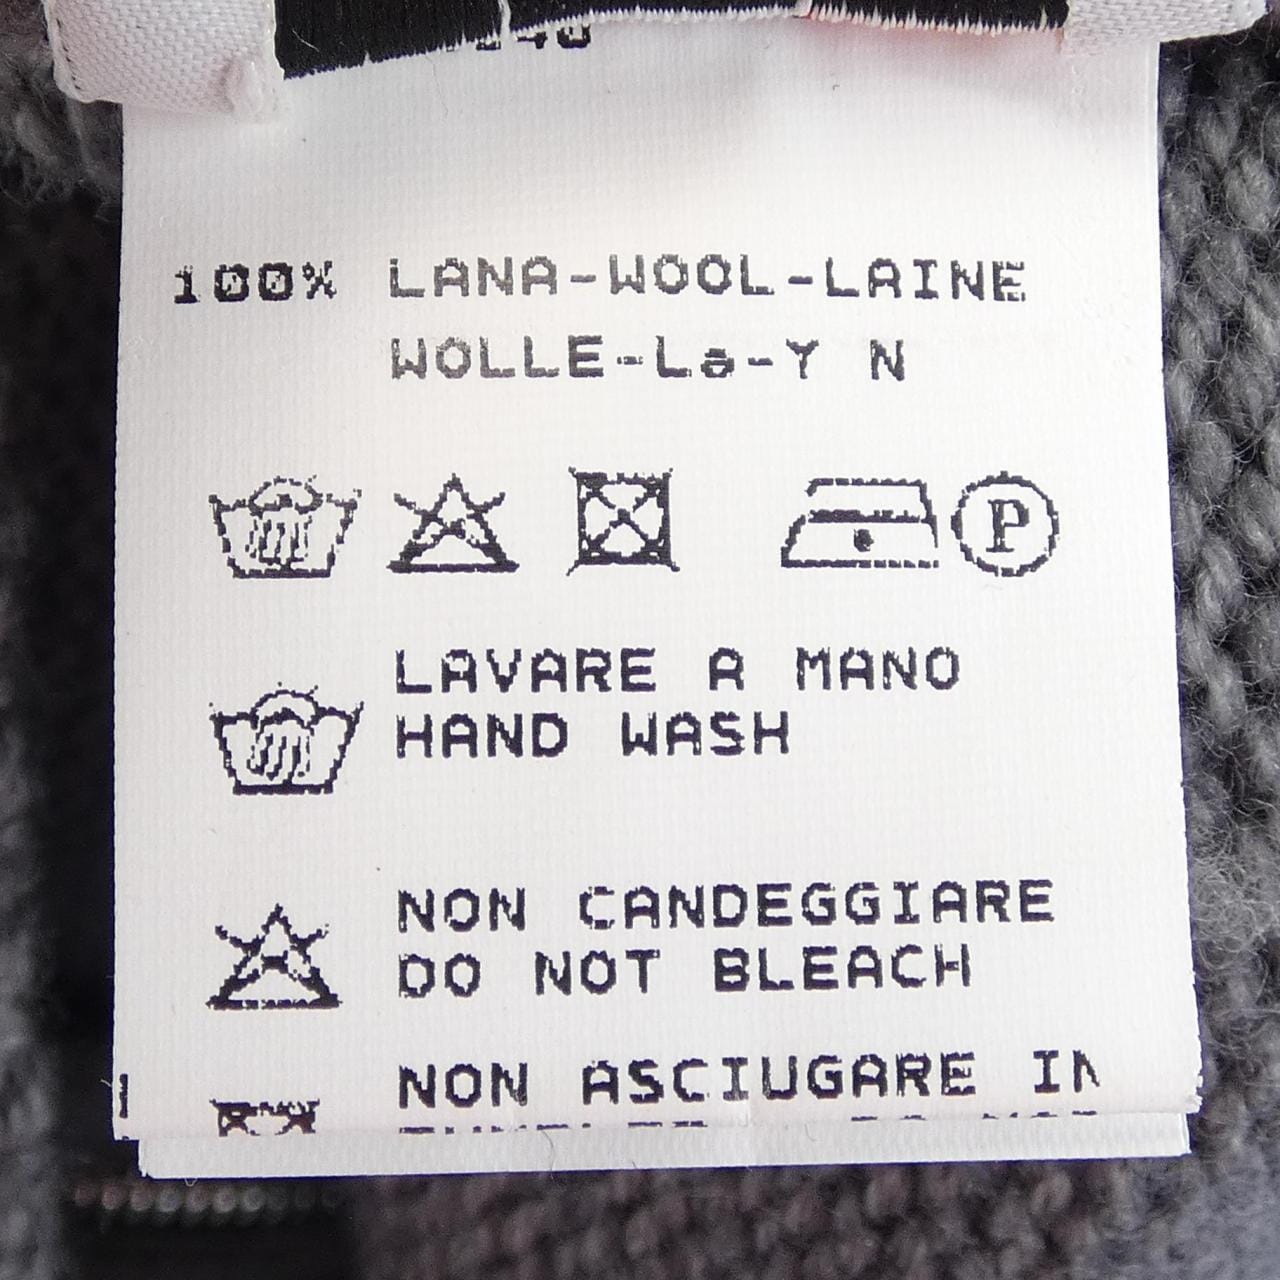 100% LANA-WOOL-LAINE
WOLLE-Lã-Y N
P
LAVARE A MANO
HAND WASH
NON CANDEGGIARE
DO NOT BLEACH
NON ASCIUGARE IN